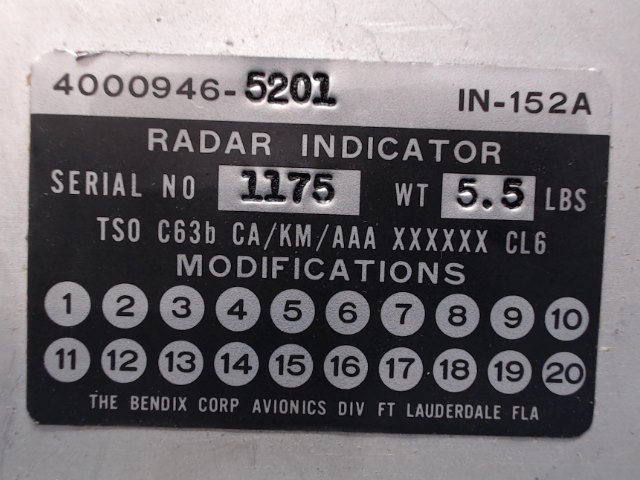 4000946-5201 IN-152A
RADAR INDICATOR
SERIAL NO 1175 WT 5.5 LBS
TSO C63b CA/KM/AAA XXXXXX CL6
MODIFICATIONS
1 2 3 4 5 6 7 8 9 10
11 12 13 14 15 16 17 18 19 20
THE BENDIX CORP AVIONICS DIV FT LAUDERDALE FLA